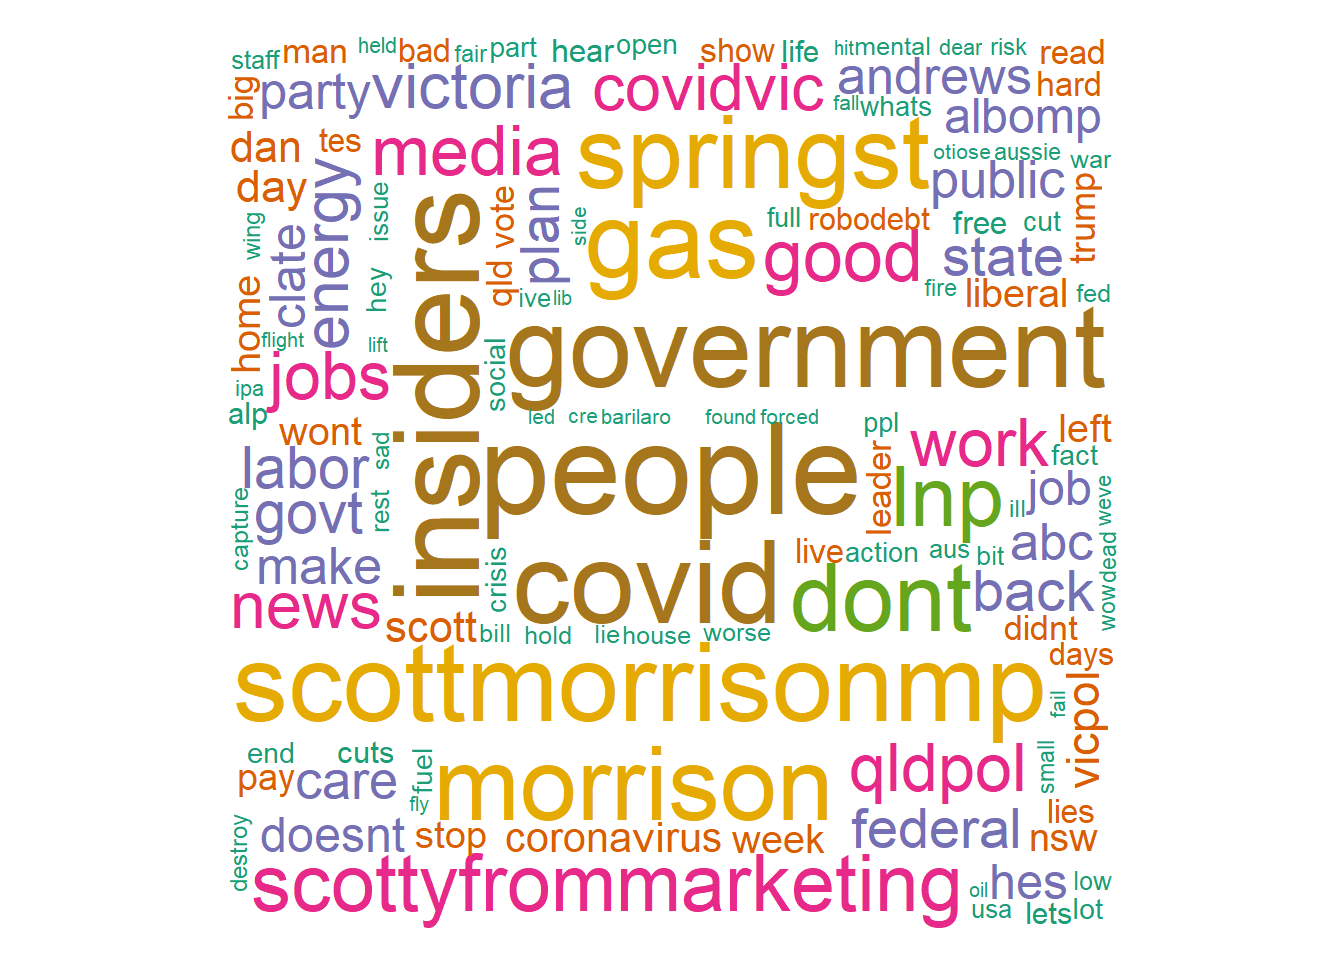 staff man held bad fair part hear open show life hit mental dear risk read
big party victoria covidvic andrews hard
fall whats albomp
dan tes media springst otiose aussie war
day energy issue plan side public trump
wing clate hey qld vote gas full robodebt free cut
good state
home ive lib fire liberal fed
flight lift insiders government
ipa jobs social
alp led cre barilaro found forced ppl
wont sad people work left
labor leader lnp fact
capture govt rest ill job weve
make crisis covid live action aus bit abc
news dont back wow dead
scott bill hold lie house worse didnt
scottmorrisonmp days
fail vicpol
end cuts fuel morrison qldpol small
pay care fly lies
destroy doesnt stop coronavirus week federal nsw
scottyfrommarketing oil hes low
usa lets lot